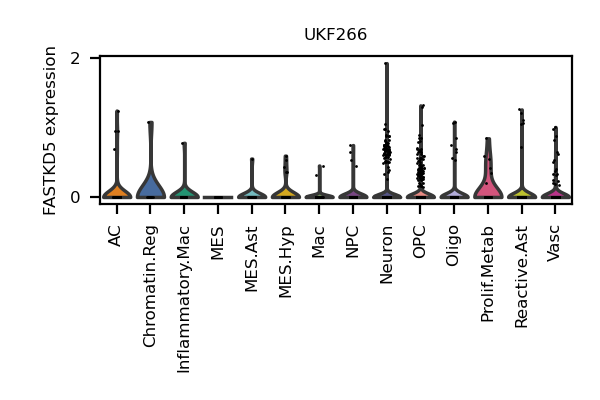 UKF266
FASTKD5 expression
2
0
AC
Chromatin.Reg
Inflammatory.Mac
MES
MES.Ast
MES.Hyp
Mac
NPC
Neuron
OPC
Oligo
Prolif.Metab
Reactive.Ast
Vasc